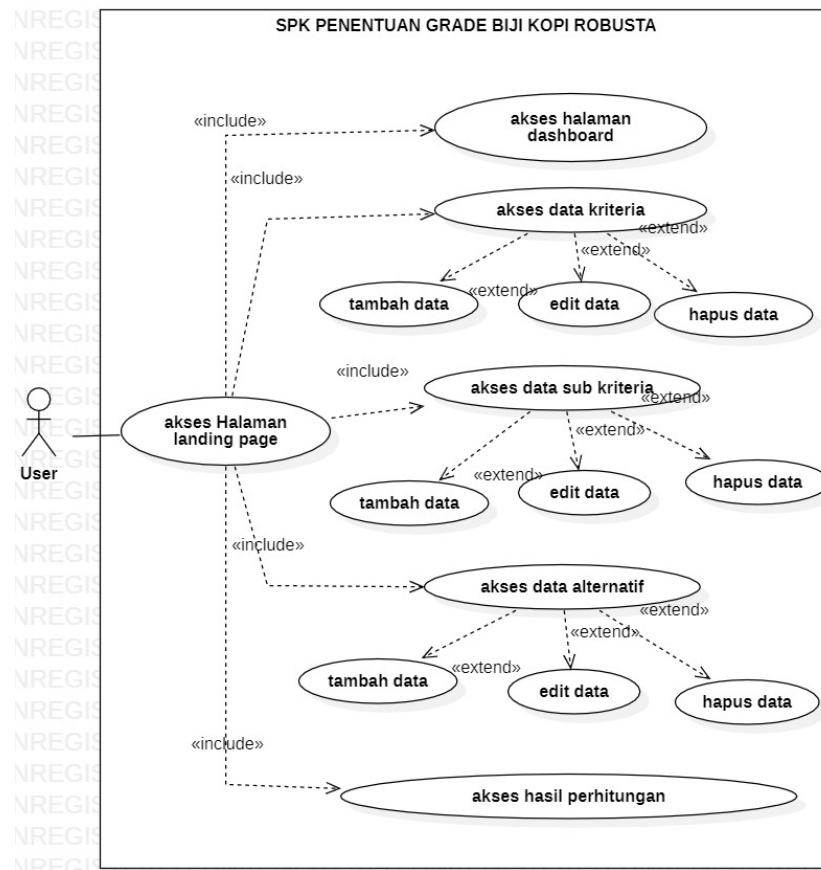 SPK PENENTUAN GRADE BIJI KOPI ROBUSTA
«include»
akses halaman
dashboard
«include»
akses data kriteria
«extend»
«extend»
«extend»
tambah data
edit data
hapus data
«include»
akses data sub kriteria
«extend»
«extend»
«extend»
tambah data
edit data
hapus data
akses Halaman
landing page
User
«include»
akses data alternatif
«extend»
«extend»
«extend»
tambah data
edit data
hapus data
«include»
akses hasil perhitungan